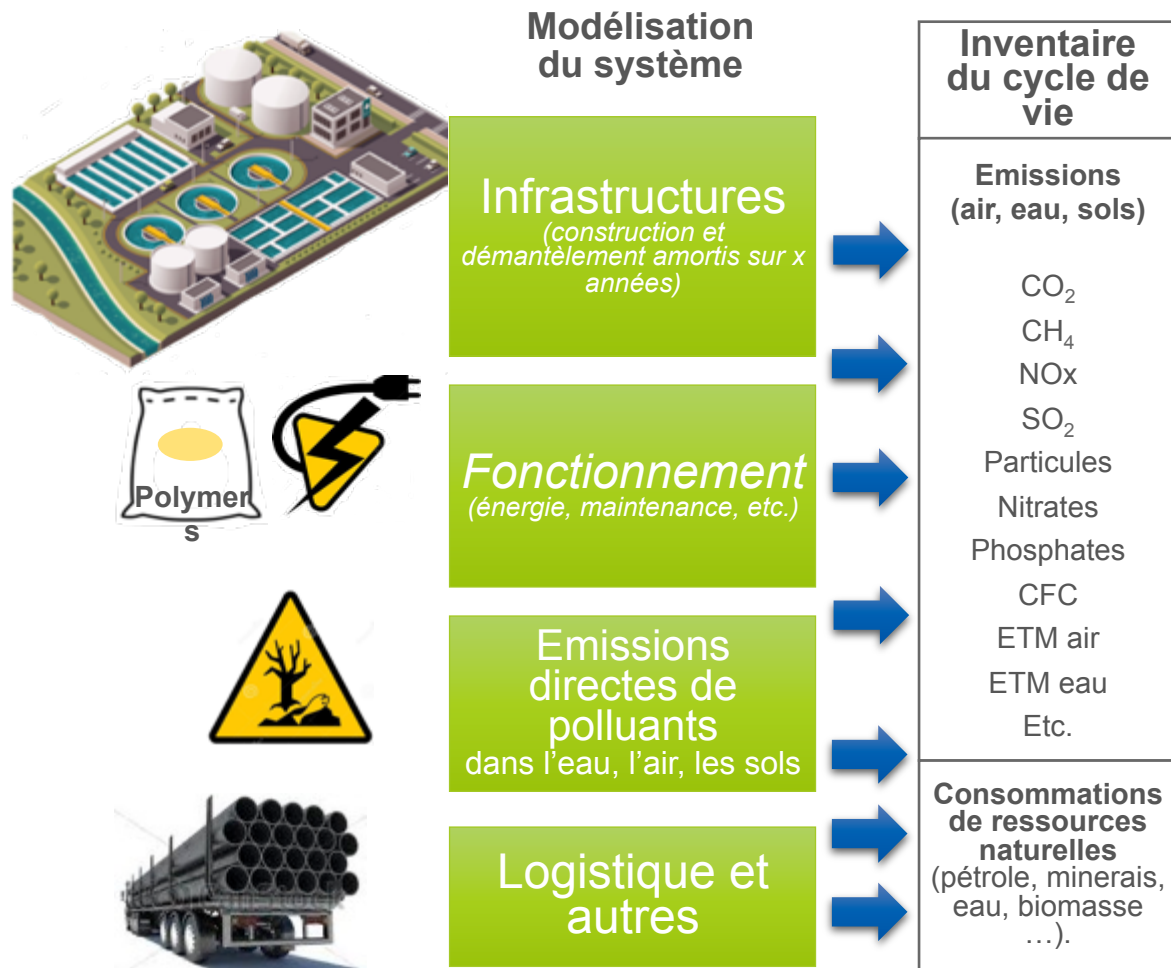 Modélisation
du système
Inventaire
du cycle de
vie
Infrastructures
(construction et
démantèlement amortis sur x
années)
Emissions
(air, eau, sols)
CO₂
CH₄
NOx
SO₂
Particules
Nitrates
Phosphates
CFC
ETM air
ETM eau
Etc.
Polymer
s
Fonctionnement
(énergie, maintenance, etc.)
Emissions
directes de
polluants
dans l’eau, l’air, les sols
Logistique et
autres
Consommations
de ressources
naturelles
(pétrole, minerais,
eau, biomasse
…).